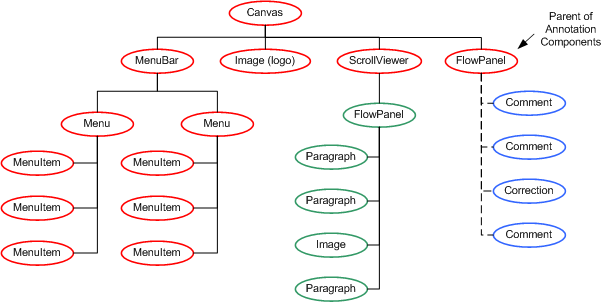 Canvas
Parent of
Annotation
Components
MenuBar
Image (logo)
ScrollViewer
FlowPanel
Menu
Menu
FlowPanel
Comment
MenuItem
MenuItem
Paragraph
Comment
MenuItem
MenuItem
Paragraph
Correction
MenuItem
MenuItem
Image
Comment
Paragraph